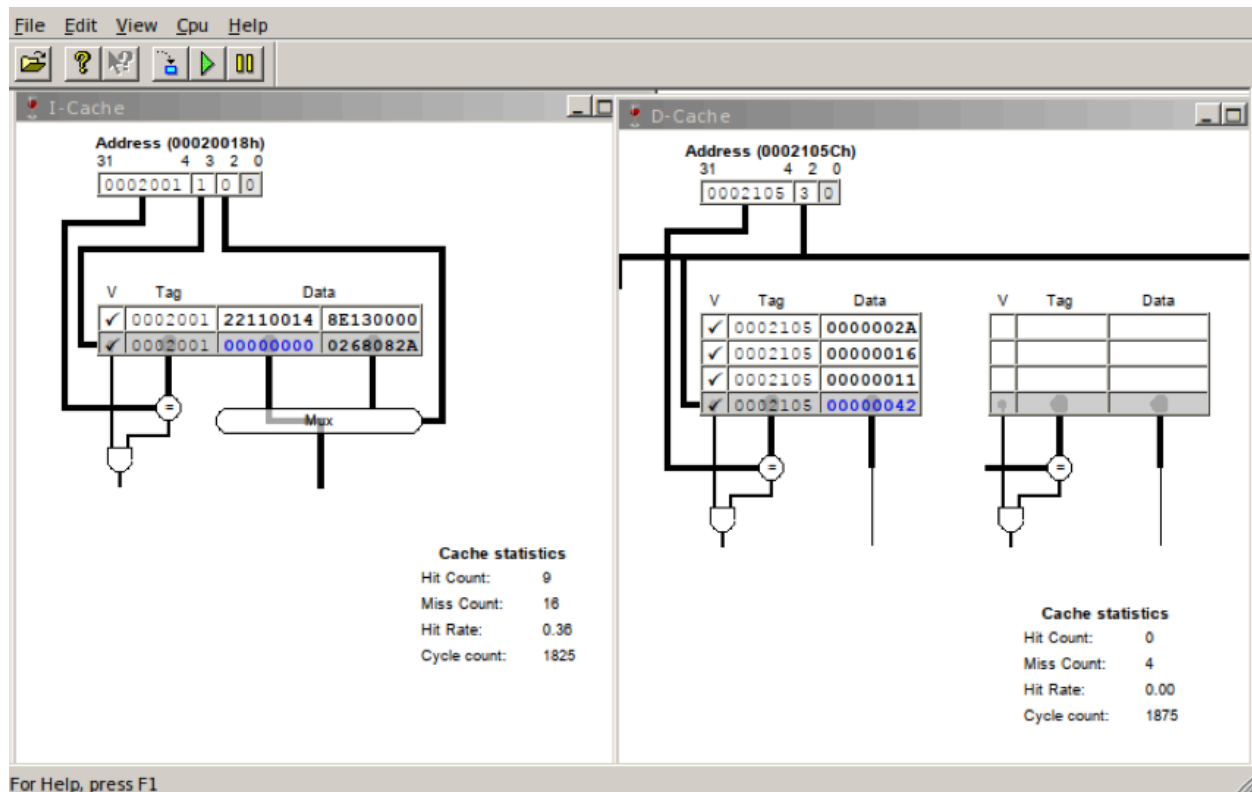 File Edit View Cpu Help
I-Cache
Address (00020018h)
31 4 3 2 0
0002001 1 0 0
V Tag Data
✓ 0002001 22110014 8E130000
✓ 0002001 00000000 0268082A
=
Mux
Cache statistics
Hit Count: 9
Miss Count: 16
Hit Rate: 0.36
Cycle count: 1825
D-Cache
Address (0002105Ch)
31 4 2 0
0002105 3 0
V Tag Data V Tag Data
✓ 0002105 0000002A
✓ 0002105 00000016
✓ 0002105 00000011
✓ 0002105 00000042
= =
Cache statistics
Hit Count: 0
Miss Count: 4
Hit Rate: 0.00
Cycle count: 1875
For Help, press F1